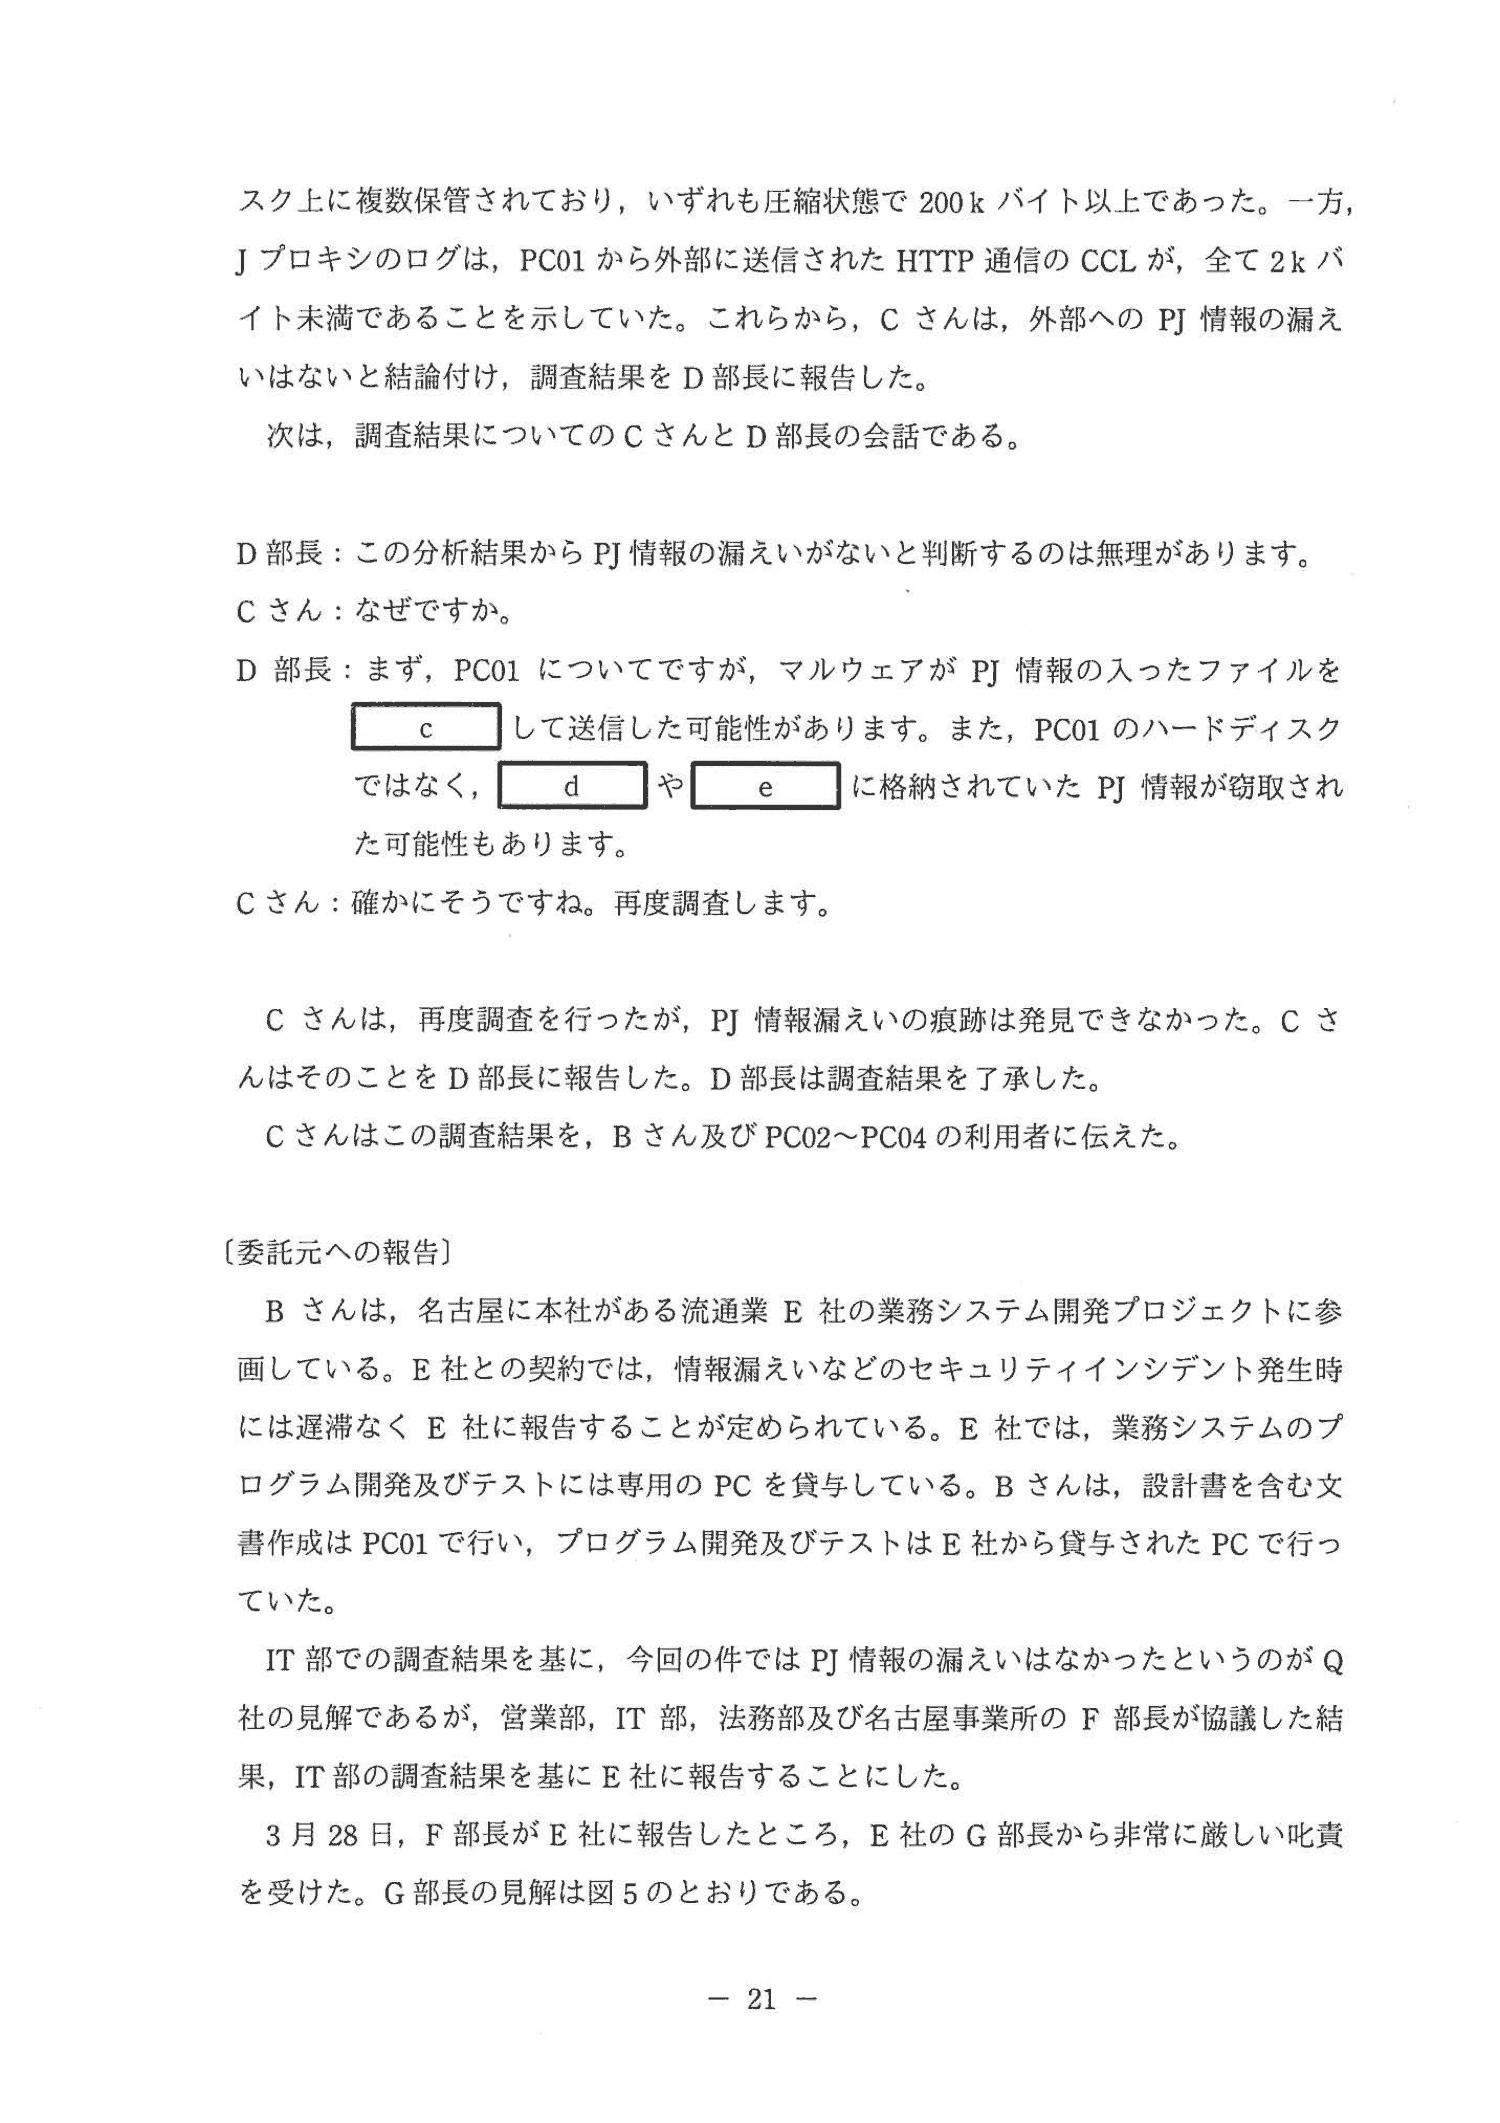 スク上に複数保管されており，いずれも圧縮状態で 200k バイト以上であった。一方，
J プロキシのログは，PC01 から外部に送信された HTTP 通信の CCL が，全て 2k バ
イト未満であることを示していた。これらから，C さんは，外部への PJ 情報の漏え
いはないと結論付け，調査結果を D 部長に報告した。
次は，調査結果についての C さんと D 部長の会話である。
D 部長：この分析結果から PJ 情報の漏えいがないと判断するのは無理があります。
C さん：なぜですか。
D 部長：まず，PC01 についてですが，マルウェアが PJ 情報の入ったファイルを
c して送信した可能性があります。また，PC01 のハードディスク
ではなく， d や e に格納されていた PJ 情報が窃取され
た可能性もあります。
C さん：確かにそうですね。再度調査します。
C さんは，再度調査を行ったが，PJ 情報漏えいの痕跡は発見できなかった。C さ
んはそのことを D 部長に報告した。D 部長は調査結果を了承した。
C さんはこの調査結果を，B さん及び PC02～PC04 の利用者に伝えた。
〔委託元への報告〕
B さんは，名古屋に本社がある流通業 E 社の業務システム開発プロジェクトに参
画している。E 社との契約では，情報漏えいなどのセキュリティインシデント発生時
には遅滞なく E 社に報告することが定められている。E 社では，業務システムのプ
ログラム開発及びテストには専用の PC を貸与している。B さんは，設計書を含む文
書作成は PC01 で行い，プログラム開発及びテストは E 社から貸与された PC で行っ
ていた。
IT 部での調査結果を基に，今回の件では PJ 情報の漏えいはなかったというのが Q
社の見解であるが，営業部，IT 部，法務部及び名古屋事業所の F 部長が協議した結
果，IT 部の調査結果を基に E 社に報告することにした。
3 月 28 日，F 部長が E 社に報告したところ，E 社の G 部長から非常に厳しい叱責
を受けた。G 部長の見解は図 5 のとおりである。
－ 21 －